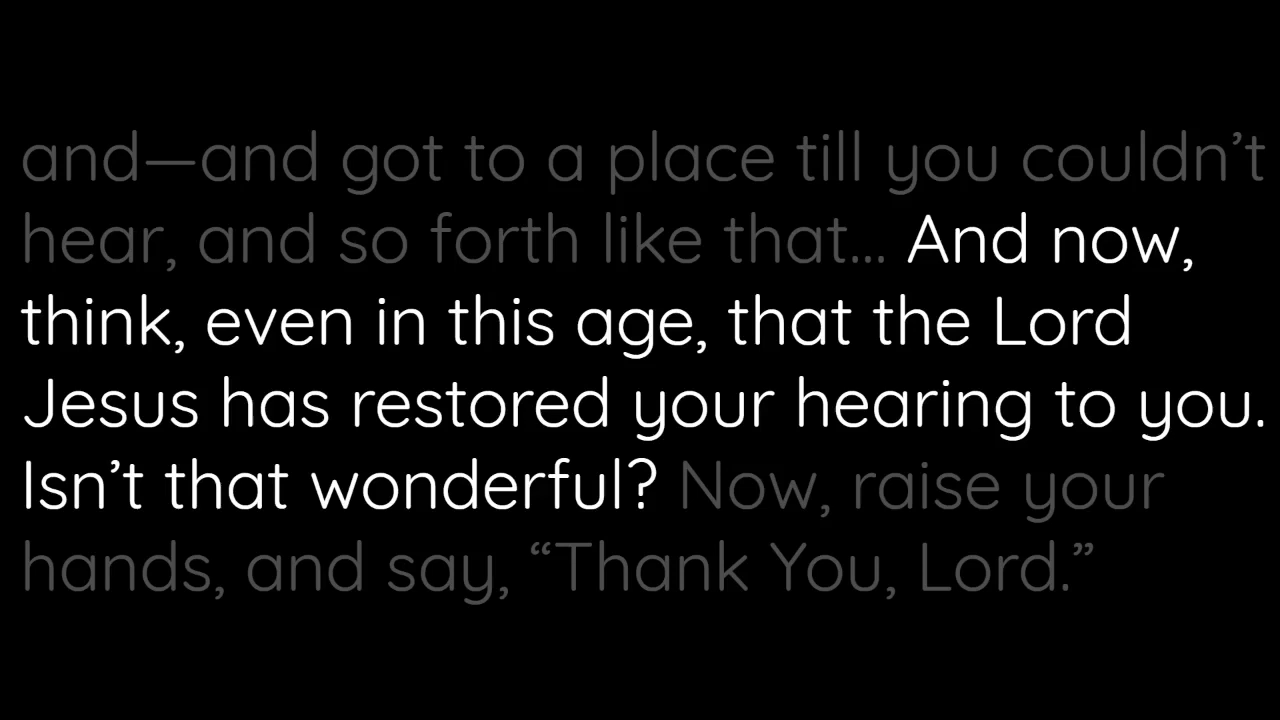 and—and got to a place till you couldn’t
hear, and so forth like that... And now,
think, even in this age, that the Lord
Jesus has restored your hearing to you.
Isn’t that wonderful? Now, raise your
hands, and say, “Thank You, Lord.”